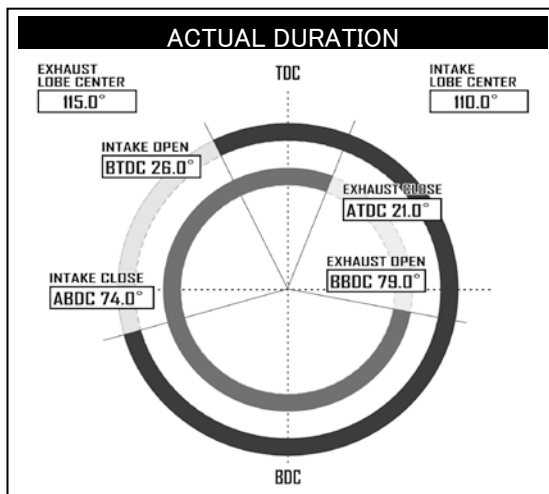 ACTUAL DURATION
EXHAUST
LOBE CENTER
115.0°
TDC
INTAKE
LOBE CENTER
110.0°
INTAKE OPEN
BTDC 26.0°
EXHAUST CLOSE
ATDC 21.0°
EXHAUST OPEN
BBDC 79.0°
INTAKE CLOSE
ABDC 74.0°
BDC